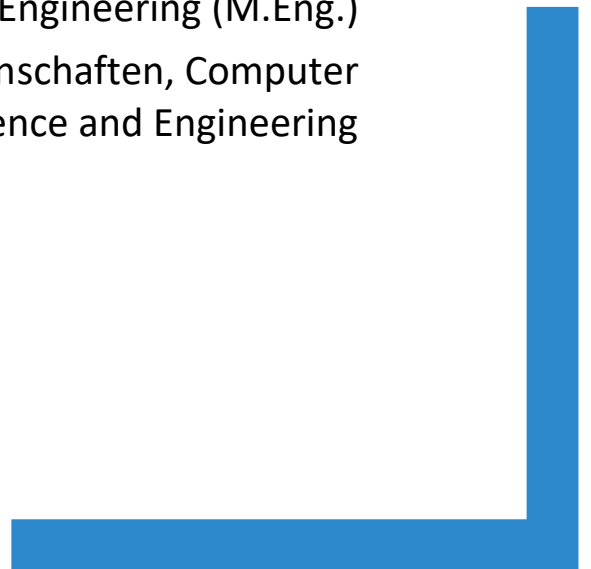 Engineering (M.Eng.)
nschaften, Computer
ence and Engineering